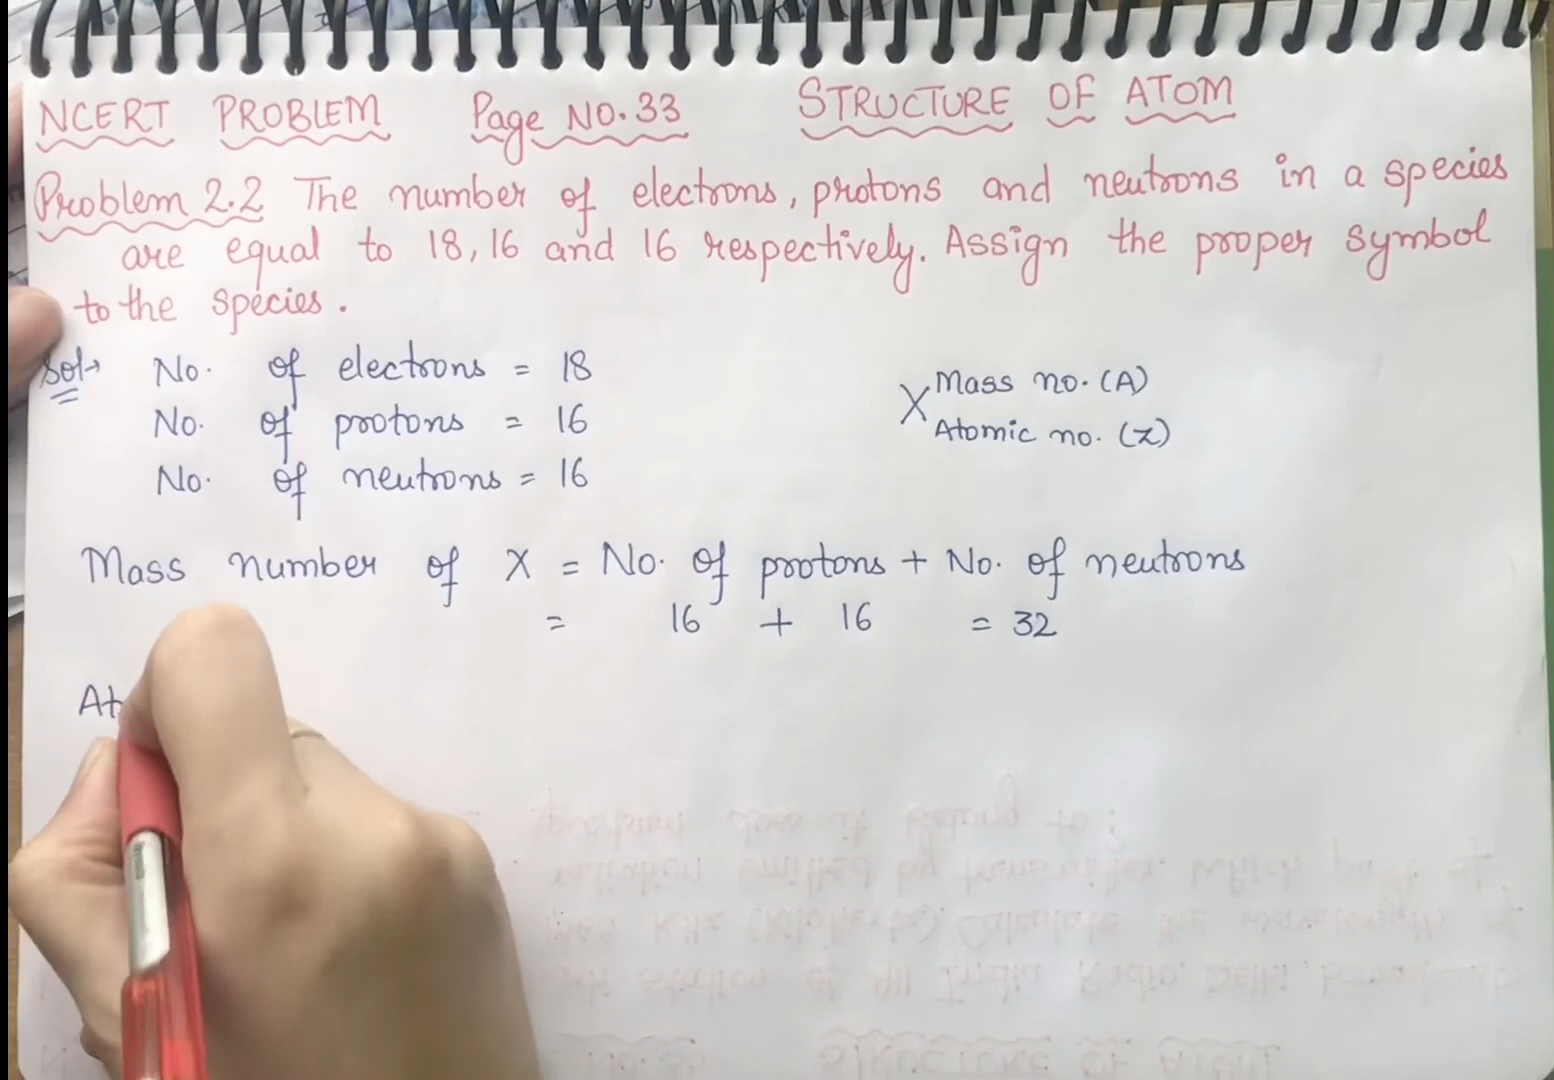 NCERT PROBLEM Page NO.33 STRUCTURE OF ATOM
Problem 2.2 The number of electrons, protons and neutrons in a species
are equal to 18, 16 and 16 respectively. Assign the proper symbol
to the species.
Sol→ No. of electrons = 18
No. of protons = 16
No. of neutrons = 16
X Mass no. (A)
Atomic no. (Z)
Mass number of X = No. of protons + No. of neutrons
= 16 + 16 = 32
At